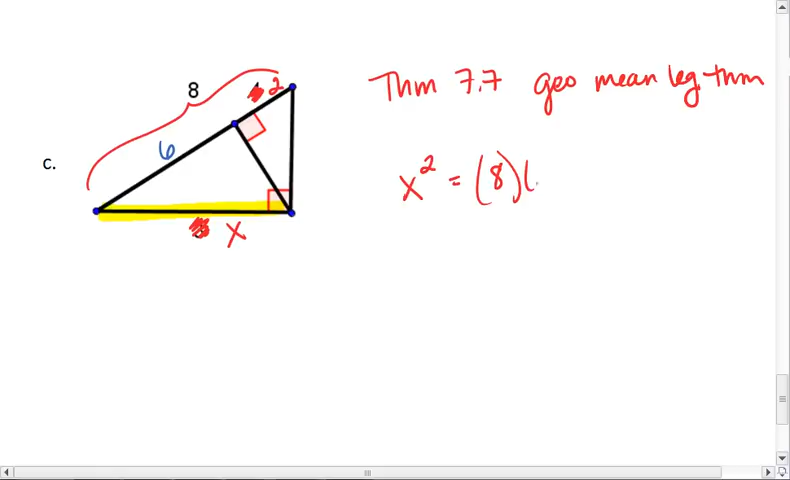 8
2
6
c.
x
Thm 7.7 geo mean leg thm
x² = (8)(